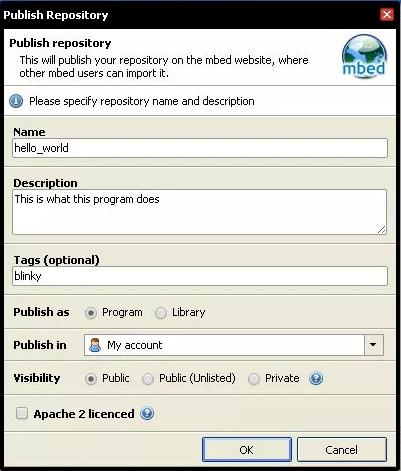 Publish Repository
Publish repository
This will publish your repository on the mbed website, where
other mbed users can import it.
mbed
Please specify repository name and description
Name
hello_world
Description
This is what this program does
Tags (optional)
blinky
Publish as Program Library
Publish in My account
Visibility Public Public (Unlisted) Private ?
Apache 2 licenced ?
OK Cancel